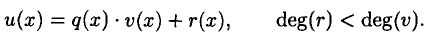 u(x) = q(x) · v(x) + r(x), deg(r) < deg(v).